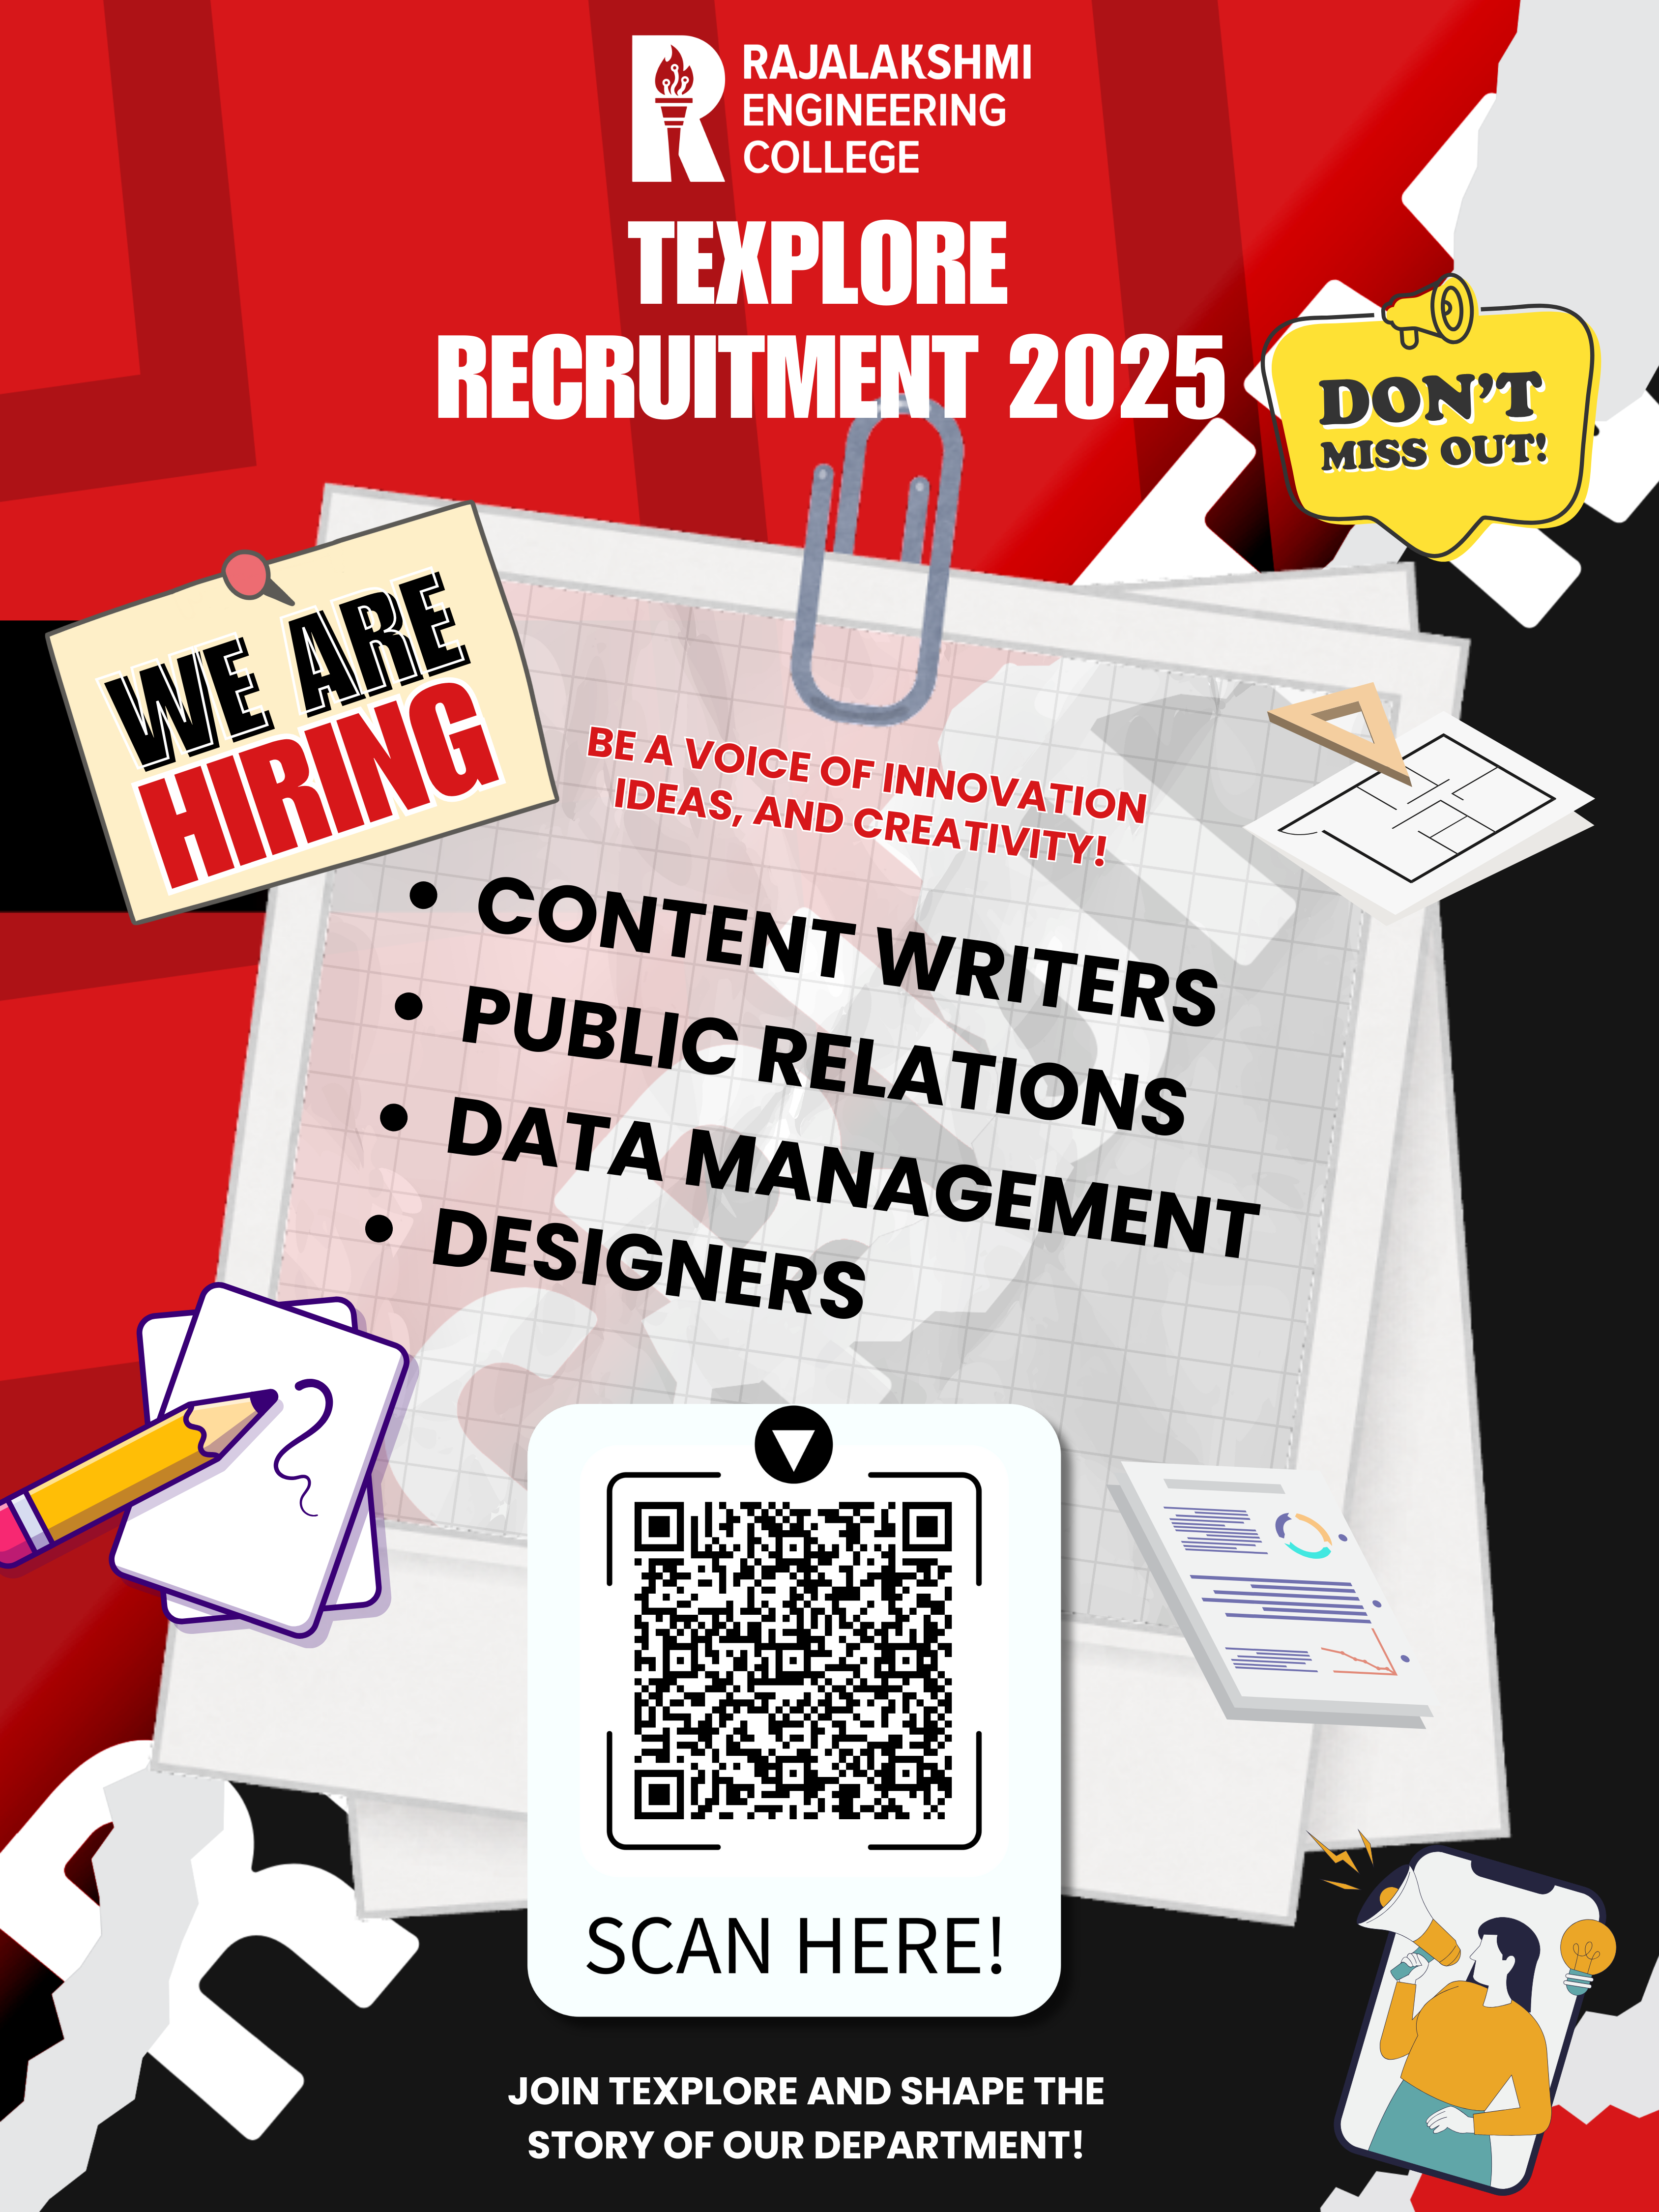 RAJALAKSHMI
ENGINEERING
COLLEGE
TEXPLORE
RECRUITMENT 2025
DON'T
MISS OUT!
WE ARE
HIRING
BE A VOICE OF INNOVATION
IDEAS, AND CREATIVITY!
• CONTENT WRITERS
• PUBLIC RELATIONS
• DATA MANAGEMENT
• DESIGNERS
SCAN HERE!
JOIN TEXPLORE AND SHAPE THE
STORY OF OUR DEPARTMENT!